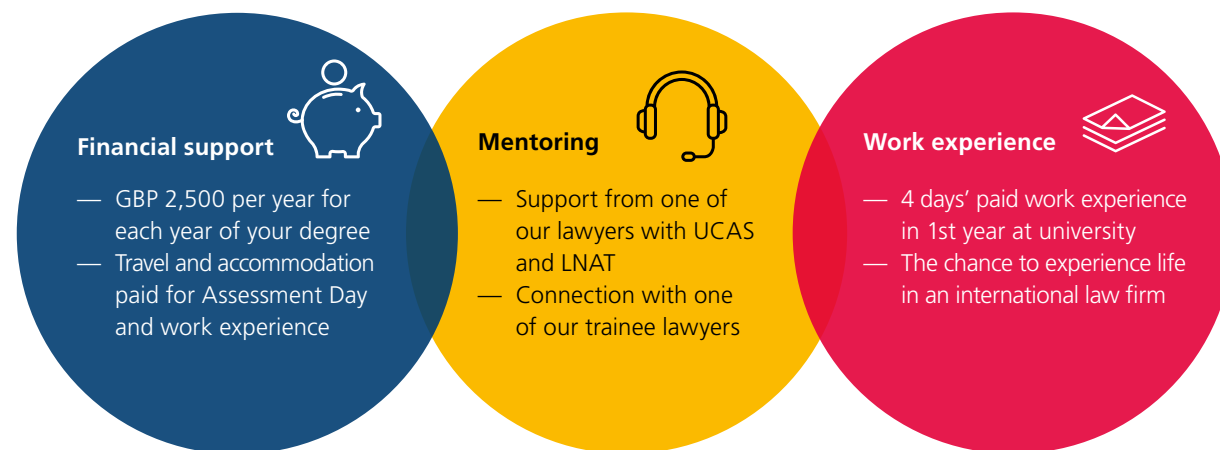 Financial support
— GBP 2,500 per year for
each year of your degree
— Travel and accommodation
paid for Assessment Day
and work experience
Mentoring
— Support from one of
our lawyers with UCAS
and LNAT
— Connection with one
of our trainee lawyers
Work experience
— 4 days’ paid work experience
in 1st year at university
— The chance to experience life
in an international law firm